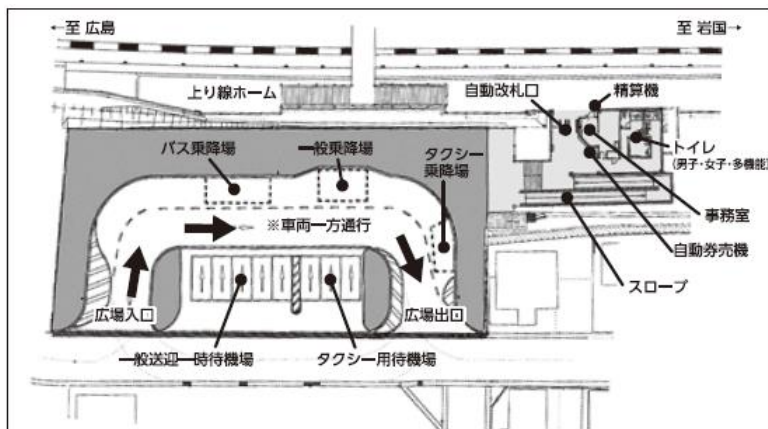 ←至 広島
至 岩国→
上り線ホーム
自動改札口
精算機
バス乗降場
一般乗降場
タクシー
乗降場
トイレ
(男子・女子・多機能)
※車両一方通行
事務室
自動券売機
スロープ
広場入口
広場出口
一般送迎一時待機場
タクシー用待機場